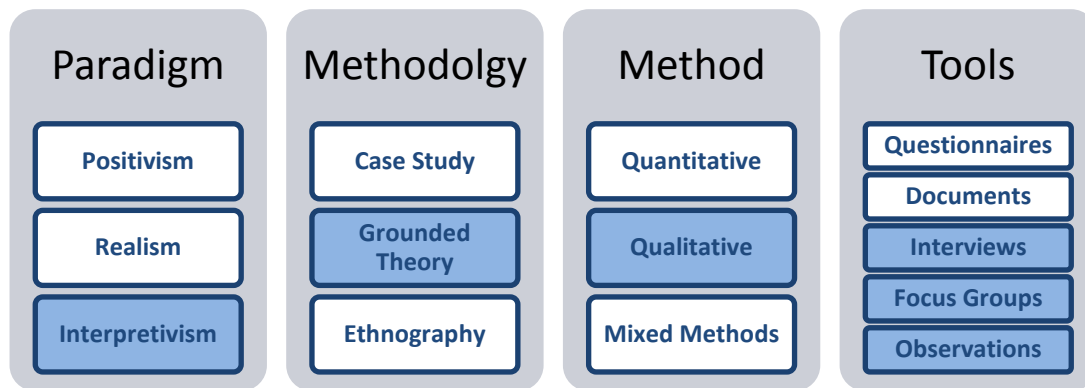 Paradigm
Positivism
Realism
Interpretivism
Methodolgy
Case Study
Grounded
Theory
Ethnography
Method
Quantitative
Qualitative
Mixed Methods
Tools
Questionnaires
Documents
Interviews
Focus Groups
Observations